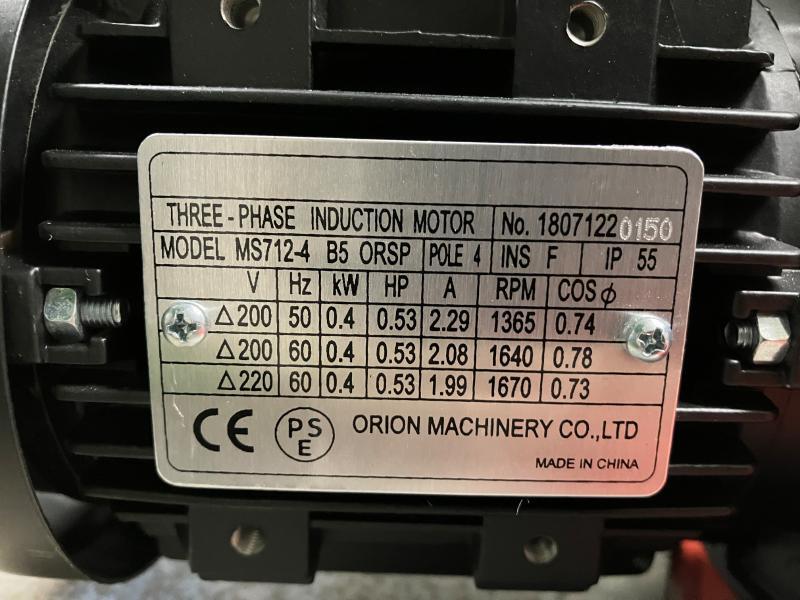 THREE-PHASE INDUCTION MOTOR No. 18071220150
MODEL MS712-4 B5 ORSP POLE 4 INS F IP 55
V Hz kW HP A RPM COSφ
△200 50 0.4 0.53 2.29 1365 0.74
△200 60 0.4 0.53 2.08 1640 0.78
△220 60 0.4 0.53 1.99 1670 0.73
CE PS E ORION MACHINERY CO.,LTD
MADE IN CHINA